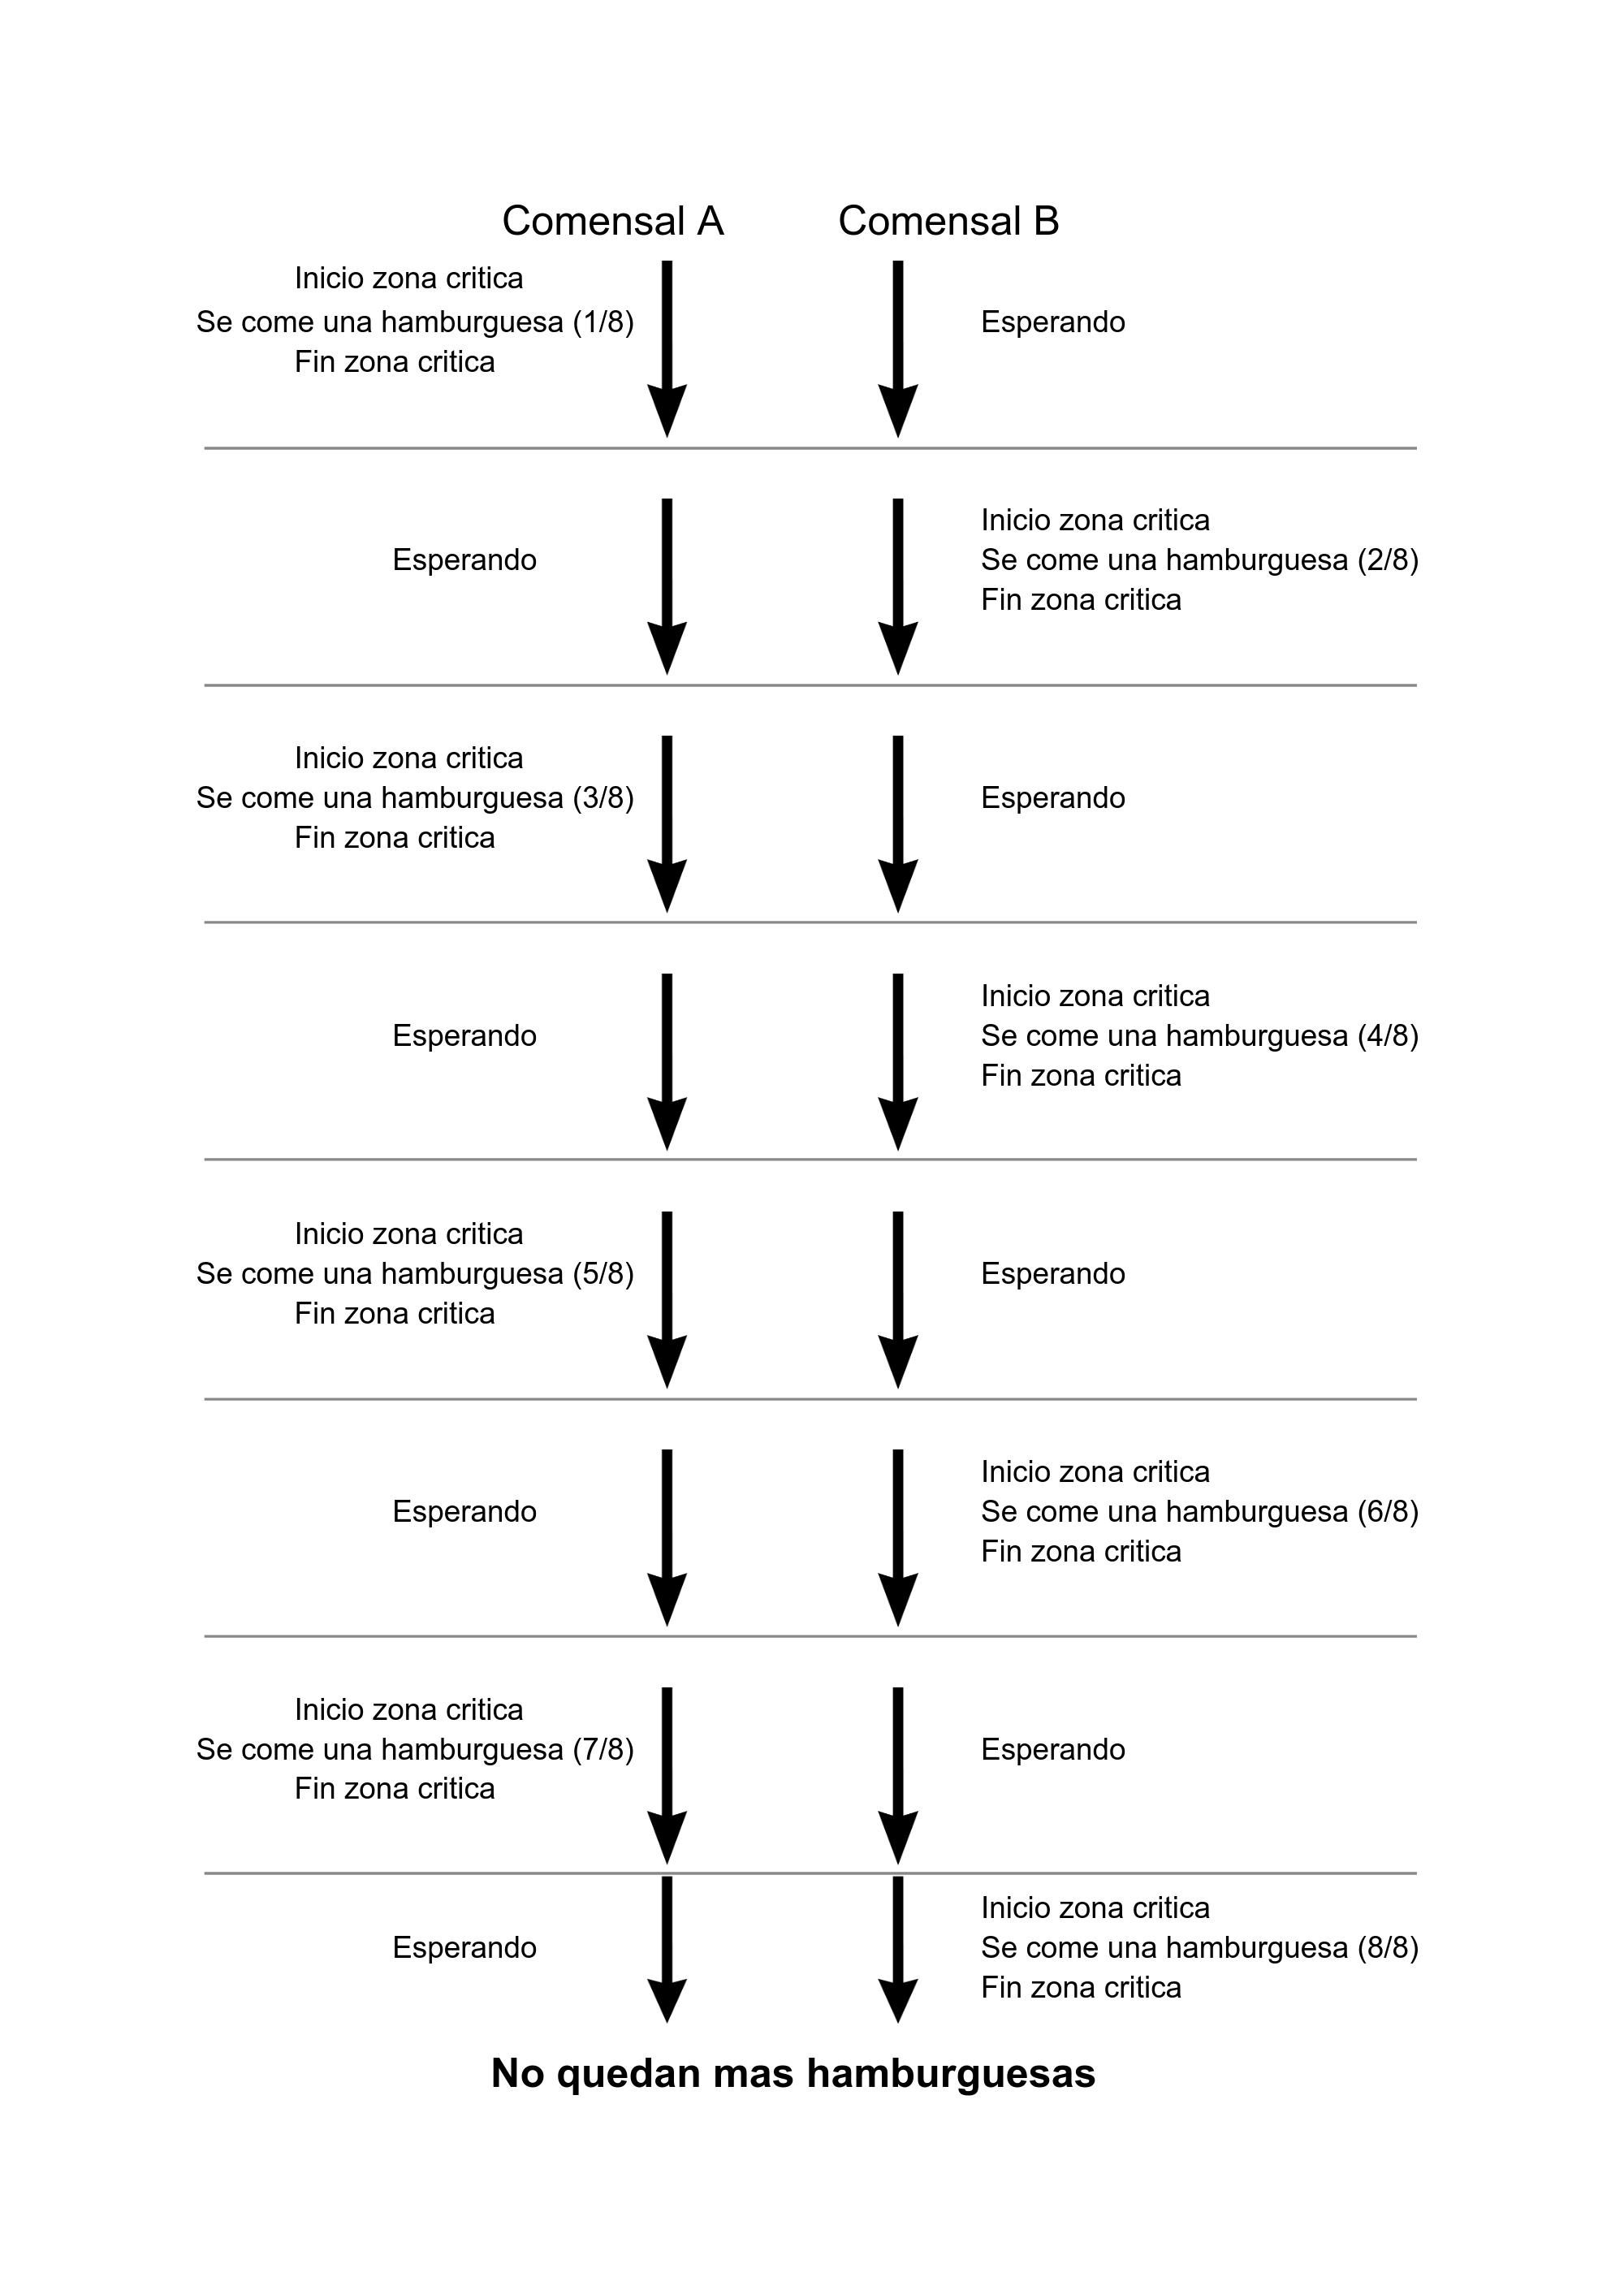 Comensal A
Comensal B
Inicio zona critica
Se come una hamburguesa (1/8)
Fin zona critica
Esperando
Esperando
Inicio zona critica
Se come una hamburguesa (2/8)
Fin zona critica
Inicio zona critica
Se come una hamburguesa (3/8)
Fin zona critica
Esperando
Esperando
Inicio zona critica
Se come una hamburguesa (4/8)
Fin zona critica
Inicio zona critica
Se come una hamburguesa (5/8)
Fin zona critica
Esperando
Esperando
Inicio zona critica
Se come una hamburguesa (6/8)
Fin zona critica
Inicio zona critica
Se come una hamburguesa (7/8)
Fin zona critica
Esperando
Esperando
Inicio zona critica
Se come una hamburguesa (8/8)
Fin zona critica
No quedan mas hamburguesas